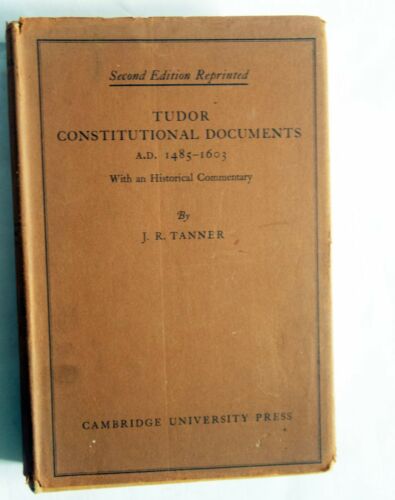 Second Edition Reprinted
TUDOR
CONSTITUTIONAL DOCUMENTS
A.D. 1485–1603
With an Historical Commentary
By
J. R. TANNER
CAMBRIDGE UNIVERSITY PRESS